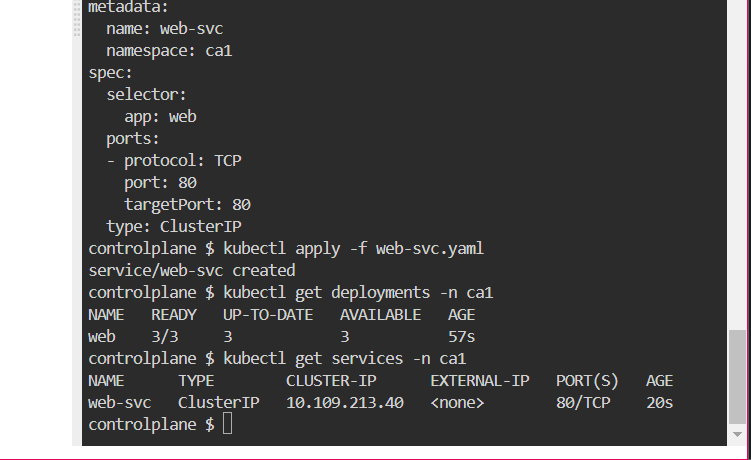 metadata:
  name: web-svc
  namespace: ca1
spec:
  selector:
    app: web
  ports:
  - protocol: TCP
    port: 80
    targetPort: 80
  type: ClusterIP
controlplane $ kubectl apply -f web-svc.yaml
service/web-svc created
controlplane $ kubectl get deployments -n ca1
NAME   READY   UP-TO-DATE   AVAILABLE   AGE
web    3/3     3            3           57s
controlplane $ kubectl get services -n ca1
NAME      TYPE        CLUSTER-IP      EXTERNAL-IP   PORT(S)   AGE
web-svc   ClusterIP   10.109.213.40   <none>        80/TCP    20s
controlplane $